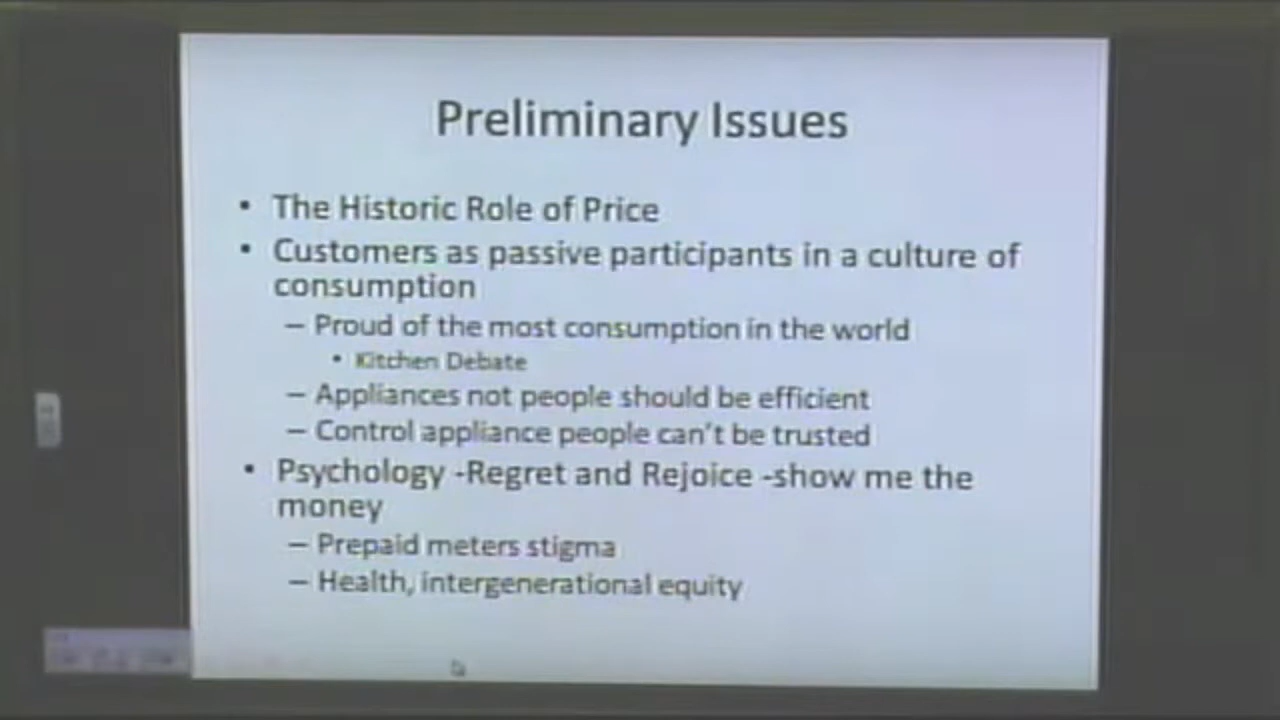 Preliminary Issues
• The Historic Role of Price
• Customers as passive participants in a culture of
consumption
– Proud of the most consumption in the world
• Kitchen Debate
– Appliances not people should be efficient
– Control appliance people can't be trusted
• Psychology -Regret and Rejoice -show me the
money
– Prepaid meters stigma
– Health, intergenerational equity